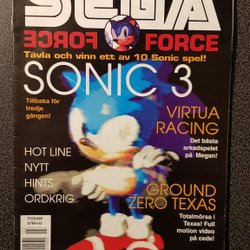 SEGA
FORCE FORCE
Tävla och vinn ett av 10 Sonic spel!
SONIC 3
Tillbaka för
tredje
gången!
VIRTUA
RACING
Det bästa
arkadspelet
på Megan!
HOT LINE
NYTT
HINTS
ORDKRIG
GROUND
ZERO TEXAS
Totalmörsa i
Texas! Full
motion video
på cede!
TIDSAM